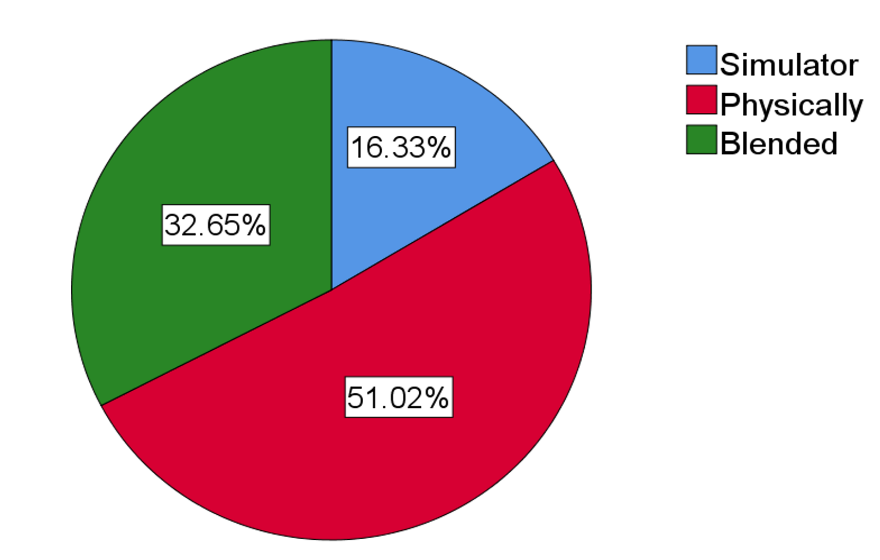 Simulator
Physically
Blended
16.33%
32.65%
51.02%